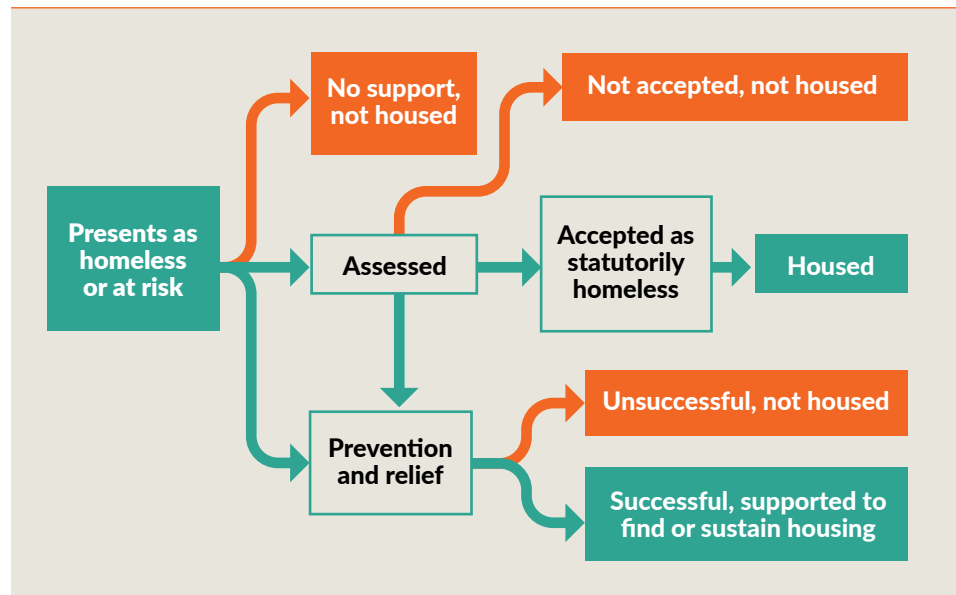 No support,
not housed
Not accepted, not housed
Presents as
homeless
or at risk
Assessed
Accepted as
statutorily
homeless
Housed
Prevention
and relief
Unsuccessful, not housed
Successful, supported to
find or sustain housing